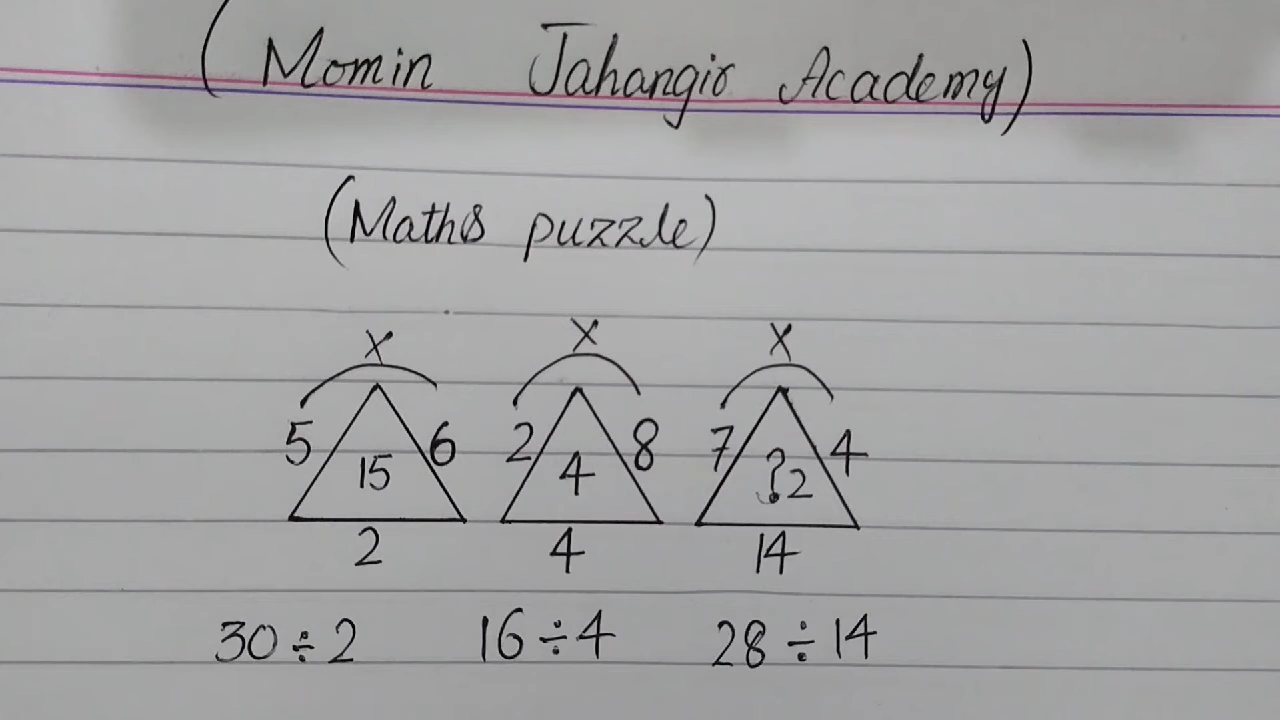 (Momin Jahangir Academy)
(Maths puzzle)
x x x
5 15 6 2 4 8 7 ?2 4
2 4 14
30÷2 16÷4 28÷14